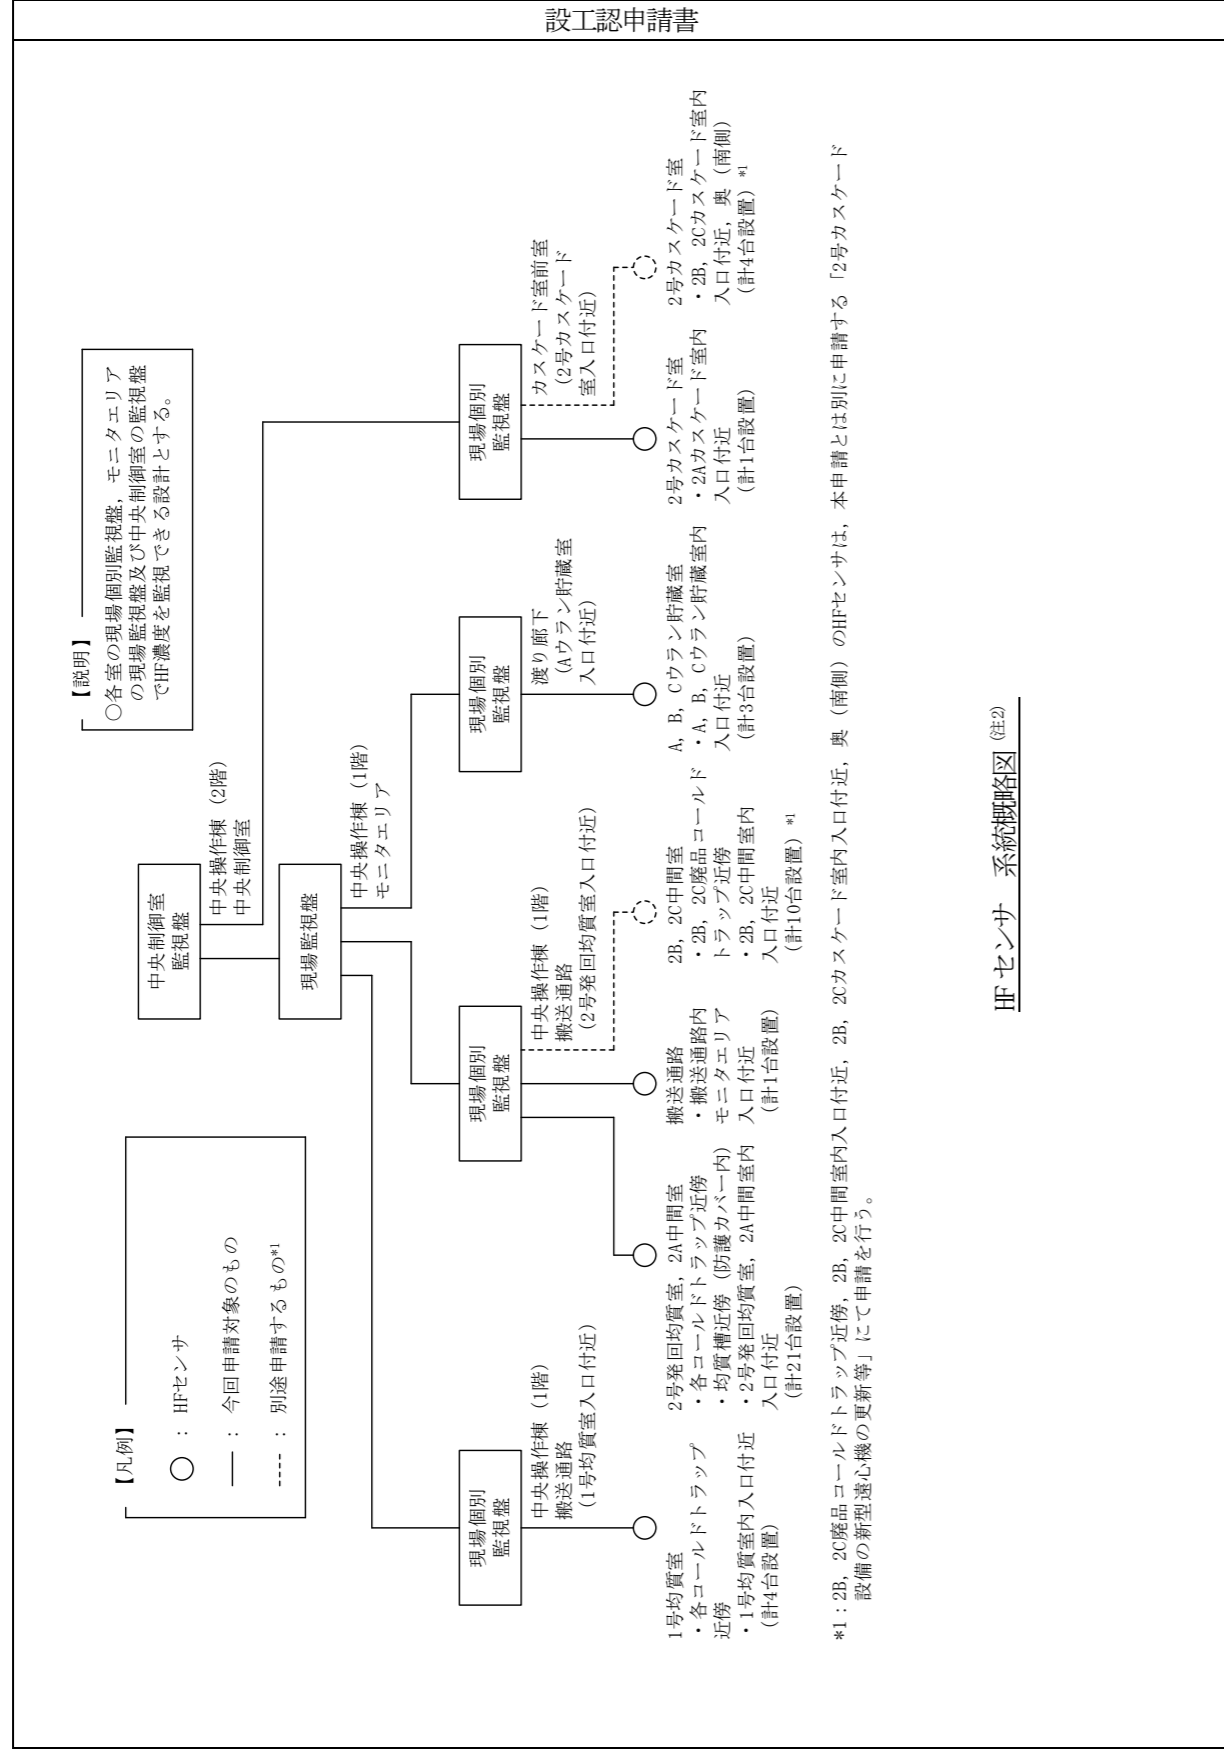 設工認申請書
【凡例】
○ : HFセンサ
── : 今回申請対象のもの
---- : 別途申請するもの*1
【説明】
○各室の現場個別監視盤，モニタエリア
の現場監視盤及び中央制御室の監視盤
でHF濃度を監視できる設計とする。
中央制御室
監視盤
中央操作棟（2階）
中央制御室
現場監視盤
中央操作棟（1階）
モニタエリア
現場個別
監視盤
中央操作棟（1階）
搬送通路
（1号均質室入口付近）
現場個別
監視盤
中央操作棟（1階）
搬送通路
（2号発回均質室入口付近）
現場個別
監視盤
渡り廊下
（Aウラン貯蔵室
入口付近）
現場個別
監視盤
カスケード室前室
（2号カスケード
室入口付近）
1号均質室
・各コールドトラップ
近傍
・1号均質室内入口付近
（計4台設置）
2号発回均質室，2A中間室
・各コールドトラップ近傍
・均質槽近傍（防護カバー内）
・2号発回均質室，2A中間室内
入口付近
（計21台設置）
搬送通路
・搬送通路内
モニタエリア
入口付近
（計1台設置）
2B，2C中間室
・2B，2C廃品コールド
トラップ近傍
・2B，2C中間室内
入口付近
（計10台設置）*1
A，B，Cウラン貯蔵室
・A，B，Cウラン貯蔵室内
入口付近
（計3台設置）
2号カスケード室
・2Aカスケード室内
入口付近
（計1台設置）
2号カスケード室
・2B，2Cカスケード室内
入口付近，奥（南側）
（計4台設置）*1
*1：2B，2C廃品コールドトラップ近傍，2B，2C中間室内入口付近，2B，2Cカスケード室内入口付近，奥（南側）のHFセンサは，本申請とは別に申請する「2号カスケード
設備の新型遠心機の更新等」にて申請を行う。
HFセンサ　系統概略図（注2）